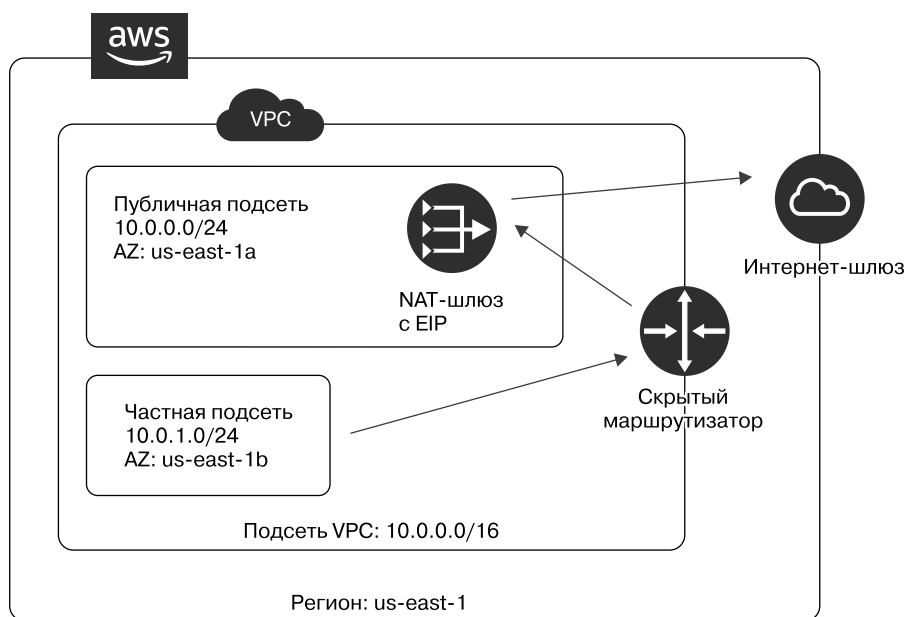 aws
VPC
Публичная подсеть
10.0.0.0/24
AZ: us-east-1a
NAT-шлюз
с EIP
Интернет-шлюз
Скрытый
маршрутизатор
Частная подсеть
10.0.1.0/24
AZ: us-east-1b
Подсеть VPC: 10.0.0.0/16
Регион: us-east-1